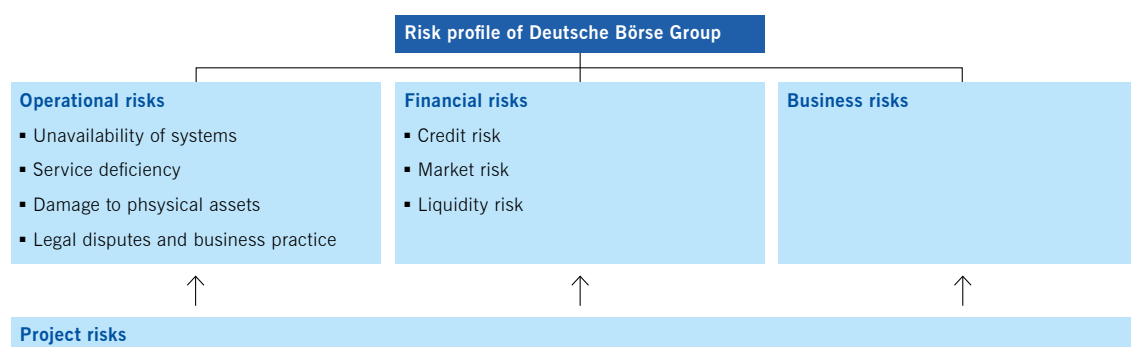 Risk profile of Deutsche Börse Group
Operational risks
▪ Unavailability of systems
▪ Service deficiency
▪ Damage to phsysical assets
▪ Legal disputes and business practice
Financial risks
▪ Credit risk
▪ Market risk
▪ Liquidity risk
Business risks
Project risks